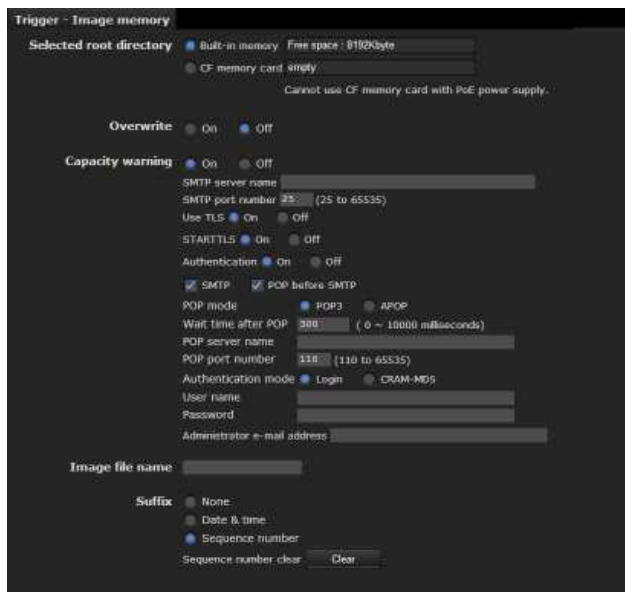 Trigger - Image memory
Selected root directory Built-in memory Free space : 8192Kbyte
CF memory card empty
Cannot use CF memory card with PoE power supply.
Overwrite On Off
Capacity warning On Off
SMTP server name
SMTP port number 25 (25 to 65535)
Use TLS On Off
STARTTLS On Off
Authentication On Off
SMTP POP before SMTP
POP mode POP3 APOP
Wait time after POP 300 ( 0 ~ 10000 milliseconds)
POP server name
POP port number 110 (110 to 65535)
Authentication mode Login CRAM-MD5
User name
Password
Administrator e-mail address
Image file name
Suffix None
Date & time
Sequence number
Sequence number clear Clear